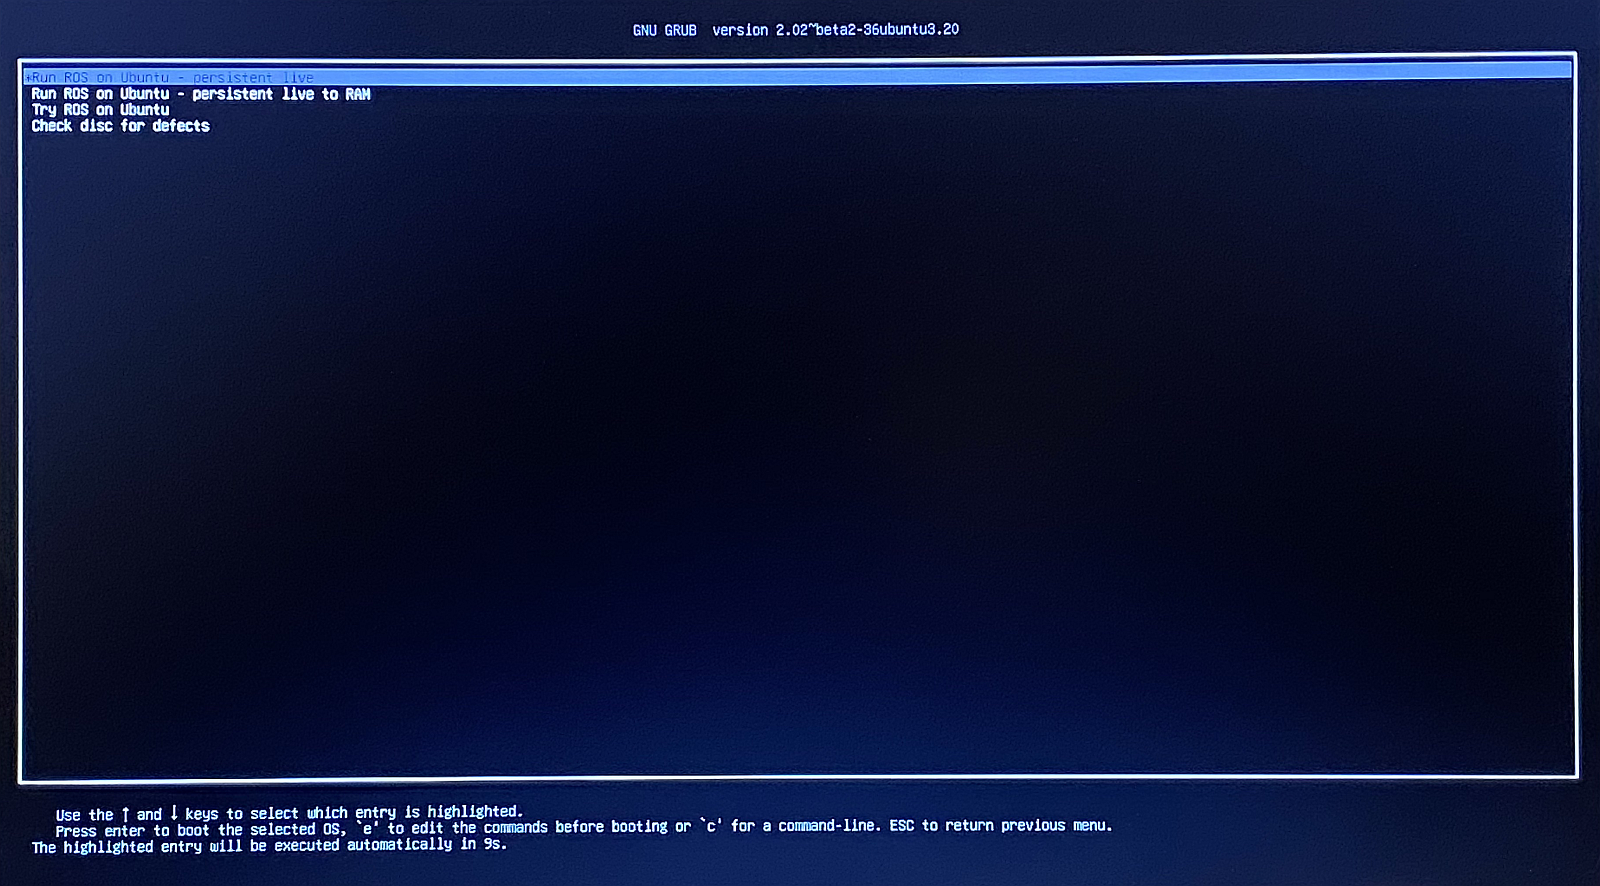 GNU GRUB  version 2.02~beta2-36ubuntu3.20
*Run ROS on Ubuntu - persistent live
Run ROS on Ubuntu - persistent live to RAM
Try ROS on Ubuntu
Check disc for defects
Use the ↑ and ↓ keys to select which entry is highlighted.
Press enter to boot the selected OS, `e' to edit the commands before booting or `c' for a command-line. ESC to return previous menu.
The highlighted entry will be executed automatically in 9s.